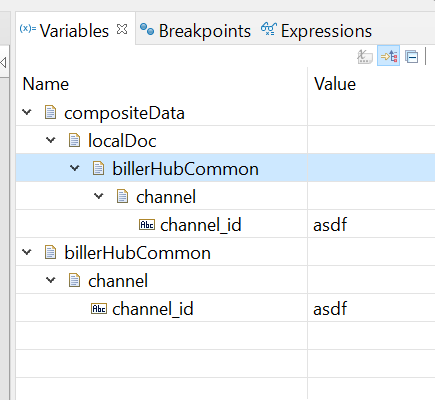 Variables Breakpoints Expressions
Name Value
compositeData
localDoc
billerHubCommon
channel
Abc channel_id asdf
billerHubCommon
channel
Abc channel_id asdf